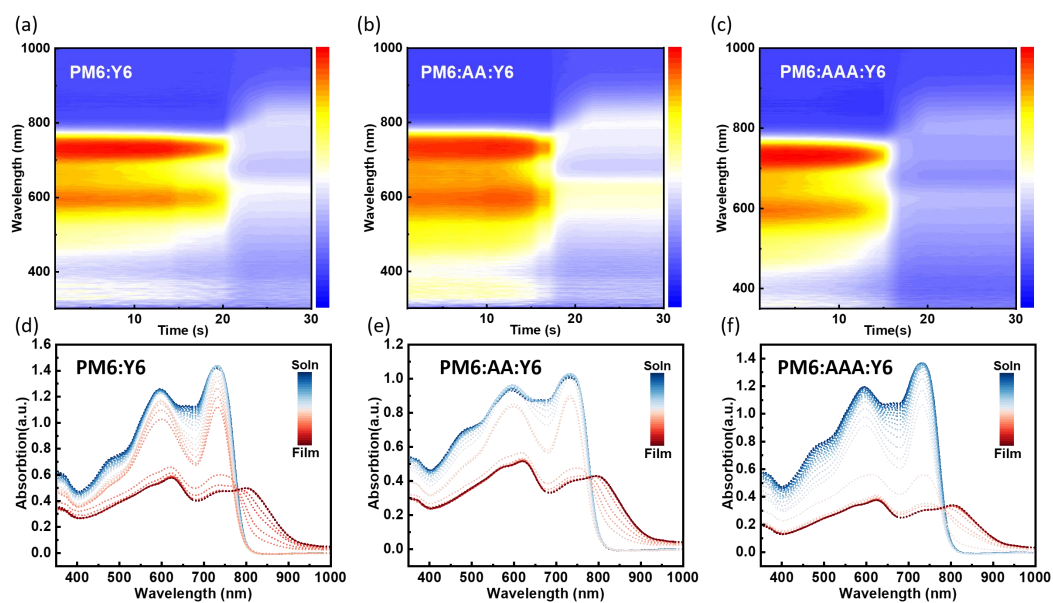 (a)
(b)
(c)
1000
800
600
400
Wavelength (nm)
PM6:Y6
10
20
30
Time (s)
1000
800
600
400
Wavelength (nm)
PM6:AA:Y6
10
20
30
Time (s)
1000
800
600
400
Wavelength (nm)
PM6:AAA:Y6
10
20
30
Time(s)
(d)
(e)
(f)
1.6
1.4
1.2
1.0
0.8
0.6
0.4
0.2
0.0
Absorbtion(a.u.)
PM6:Y6
Soln
Film
400 500 600 700 800 900 1000
Wavelength (nm)
1.2
1.0
0.8
0.6
0.4
0.2
0.0
Absorbtion(a.u.)
PM6:AA:Y6
Soln
Film
400 500 600 700 800 900 1000
Wavelength (nm)
1.4
1.2
1.0
0.8
0.6
0.4
0.2
0.0
Absorbtion(a.u.)
PM6:AAA:Y6
Soln
Film
400 500 600 700 800 900 1000
Wavelength (nm)